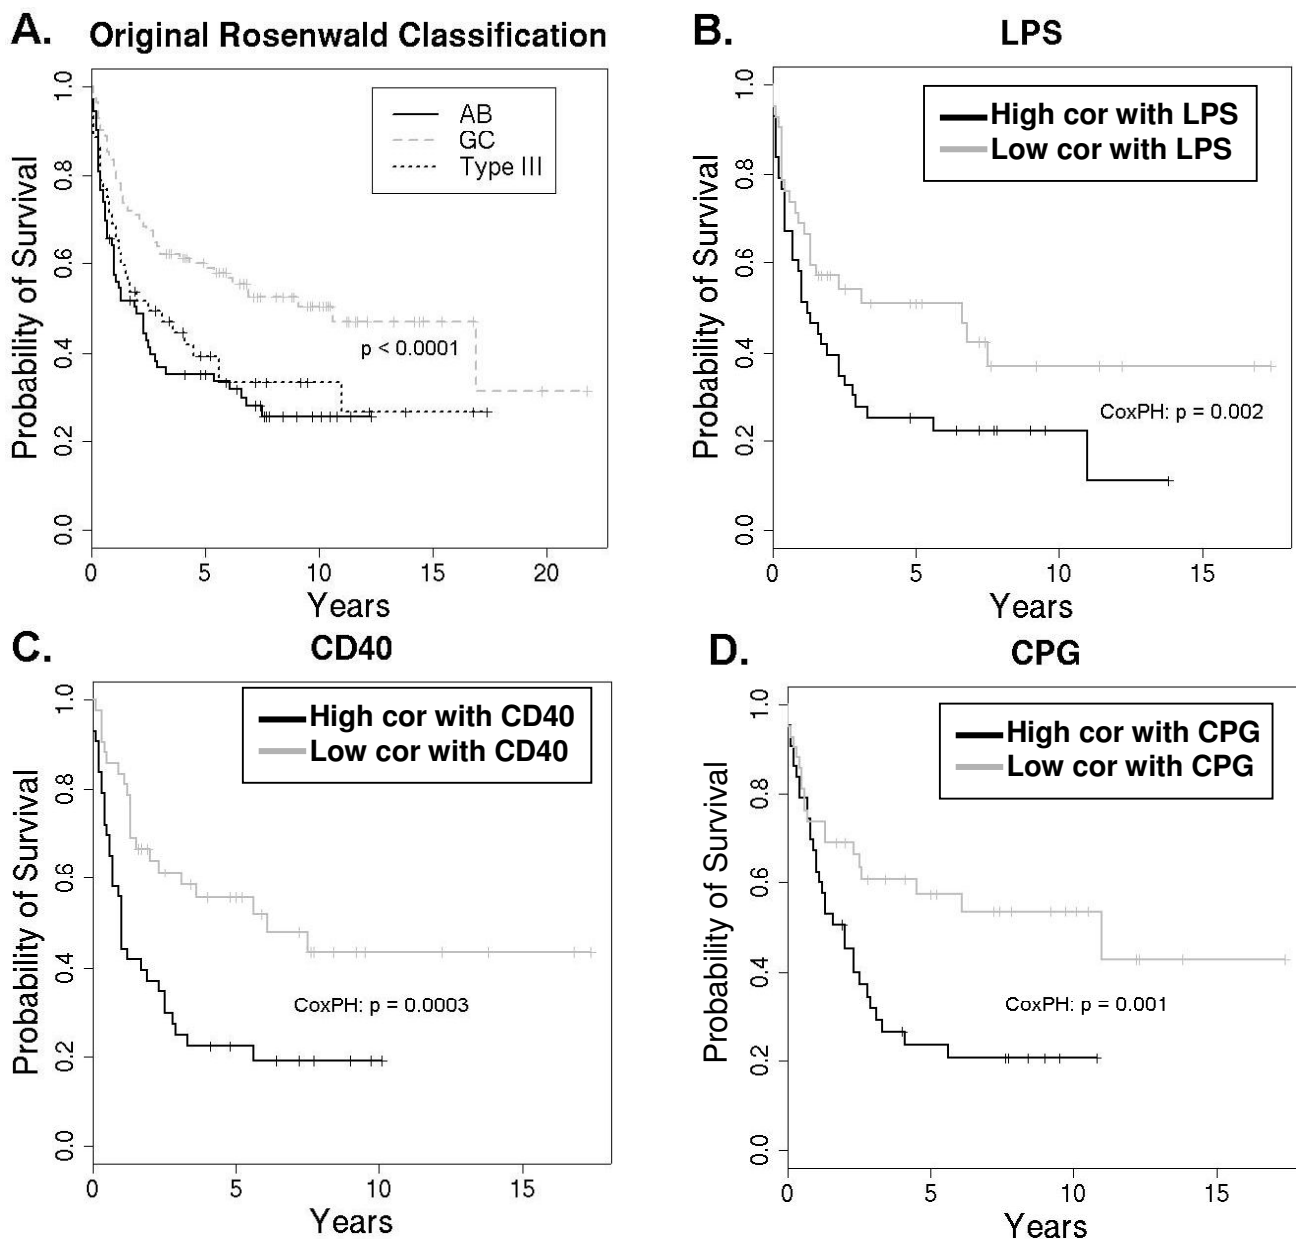 A. Original Rosenwald Classification
Probability of Survival
1.0
0.8
0.6
0.4
0.2
0.0
AB
GC
Type III
p < 0.0001
0 5 10 15 20
Years
B. LPS
Probability of Survival
1.0
0.8
0.6
0.4
0.2
0.0
High cor with LPS
Low cor with LPS
CoxPH: p = 0.002
0 5 10 15
Years
C. CD40
Probability of Survival
1.0
0.8
0.6
0.4
0.2
0.0
High cor with CD40
Low cor with CD40
CoxPH: p = 0.0003
0 5 10 15
Years
D. CPG
Probability of Survival
1.0
0.8
0.6
0.4
0.2
0.0
High cor with CPG
Low cor with CPG
CoxPH: p = 0.001
0 5 10 15
Years